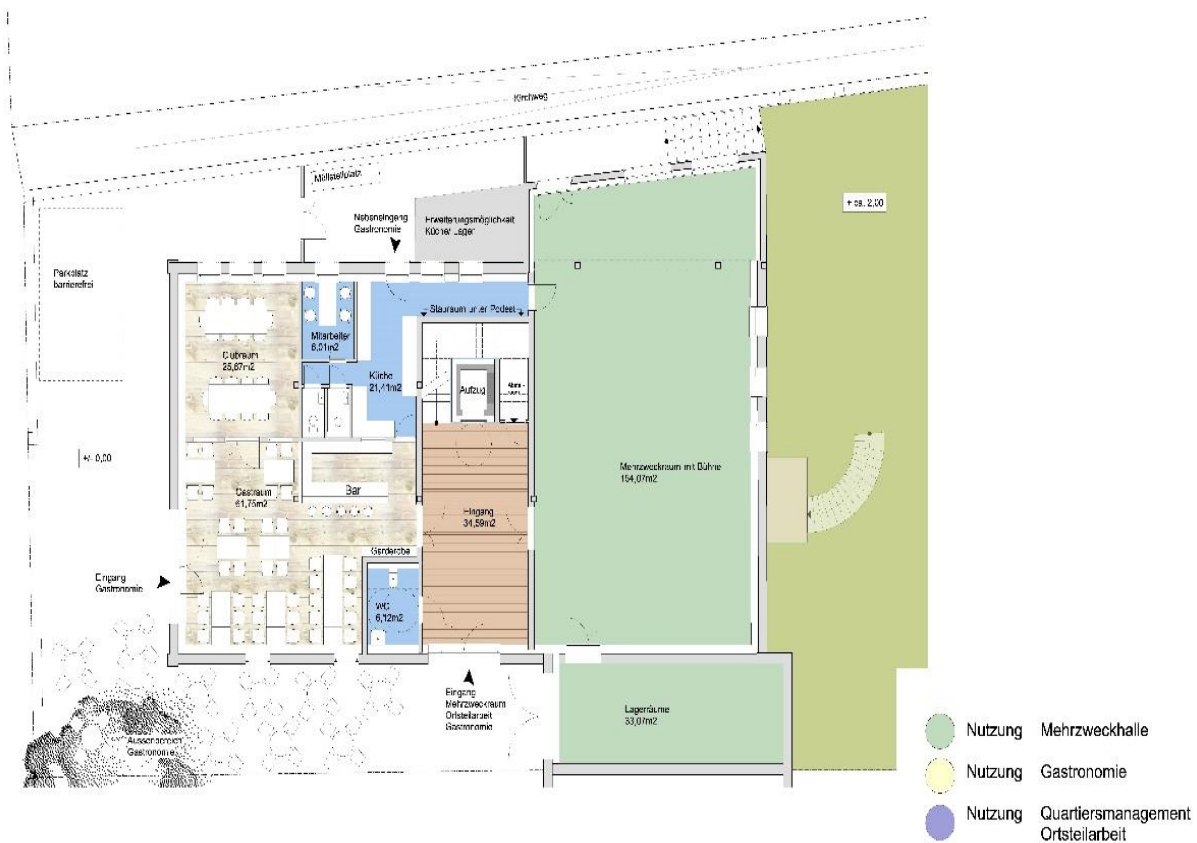 Kirchweg
Müllstellplatz
Nebeneingang
Gastronomie
Erweiterungsmöglichkeit
Küche/ Lager
+ ca. 2,00
Parkplatz
barrierefrei
Stauraum unter Podest
Mitarbeiter
6,01m2
Clubraum
25,67m2
Küche
21,41m2
Aufzug
+/- 0,00
Mehrzweckraum mit Bühne
154,07m2
Gastraum
61,75m2
Bar
Eingang
34,59m2
Garderobe
Eingang
Gastronomie
WC
6,12m2
Eingang
Mehrzweckraum
Ortsteilarbeit
Gastronomie
Lagerräume
33,07m2
Aussenbereich
Gastronomie
Nutzung Mehrzweckhalle
Nutzung Gastronomie
Nutzung Quartiersmanagement
Ortsteilarbeit